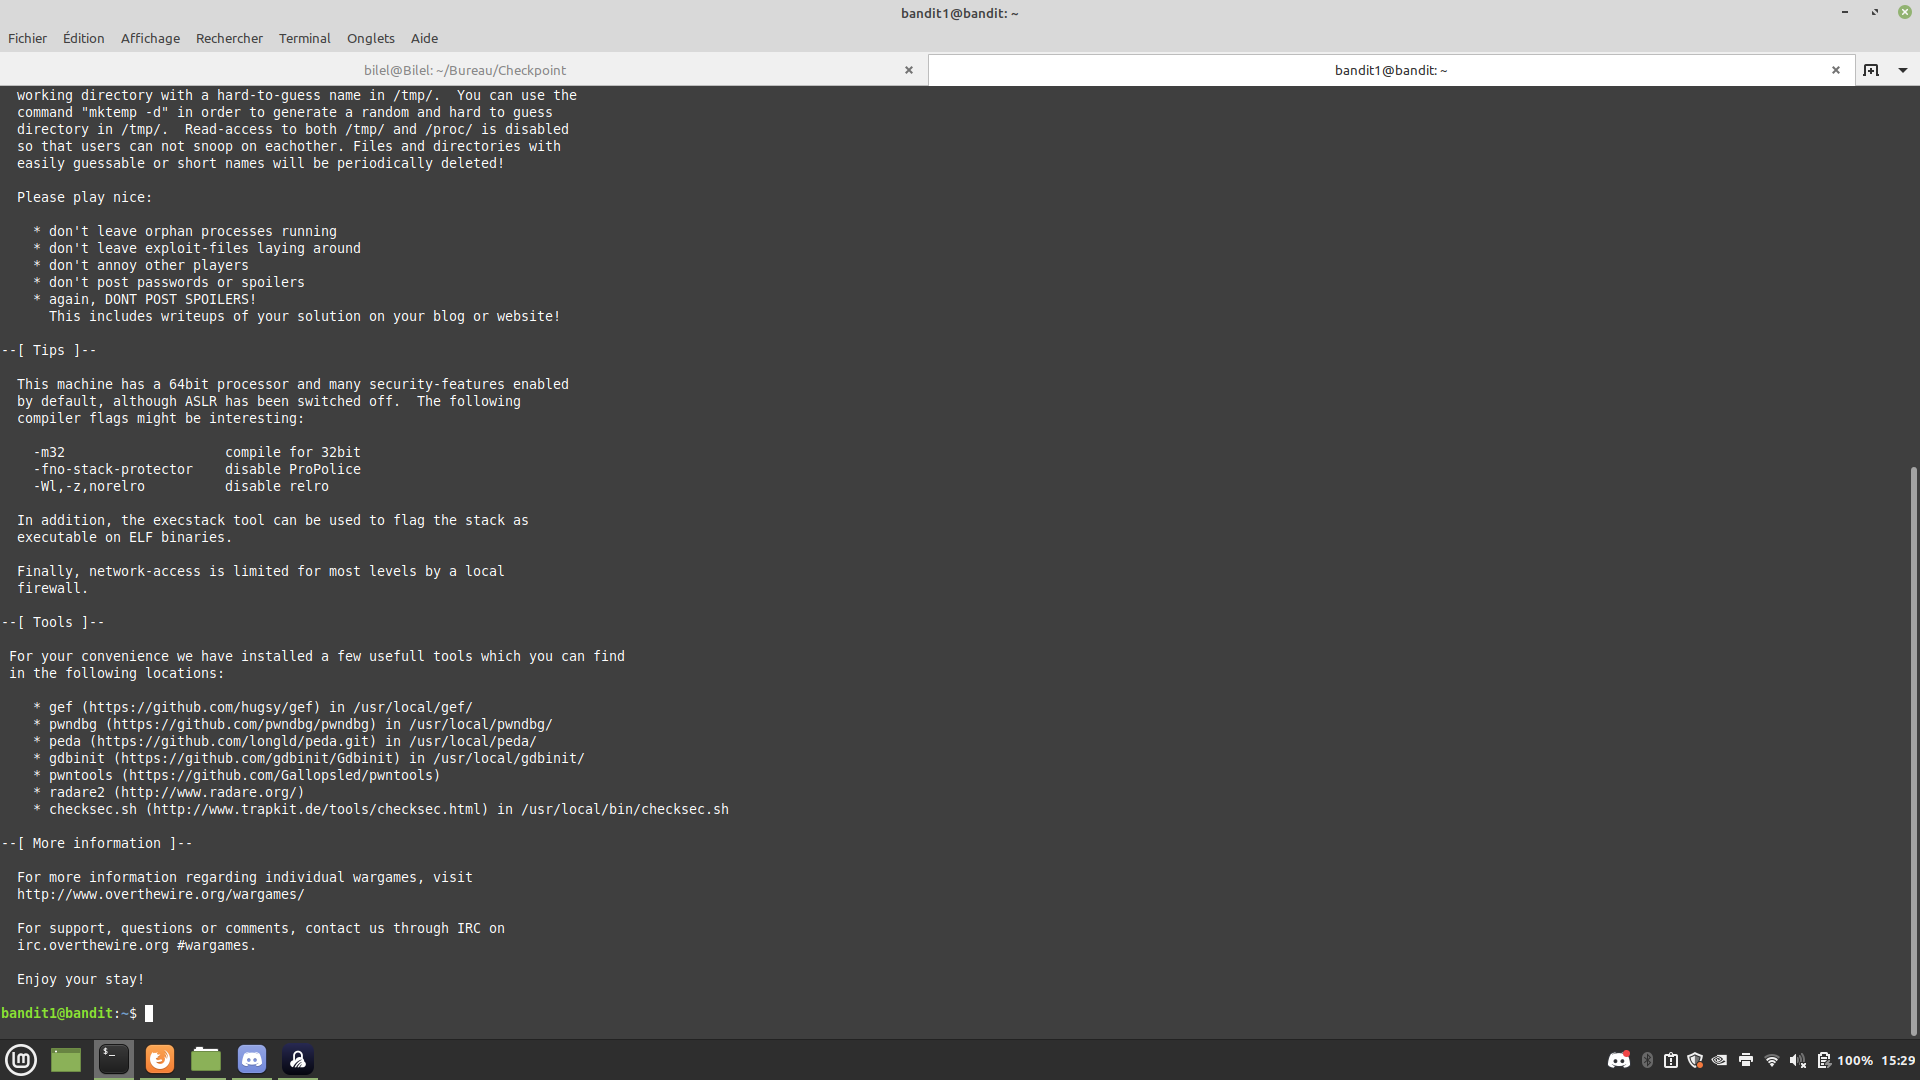 bandit1@bandit: ~
Fichier Édition Affichage Rechercher Terminal Onglets Aide
bilel@Bilel: ~/Bureau/Checkpoint
bandit1@bandit: ~
working directory with a hard-to-guess name in /tmp/.  You can use the
command "mktemp -d" in order to generate a random and hard to guess
directory in /tmp/.  Read-access to both /tmp/ and /proc/ is disabled
so that users can not snoop on eachother. Files and directories with
easily guessable or short names will be periodically deleted!
Please play nice:
* don't leave orphan processes running
* don't leave exploit-files laying around
* don't annoy other players
* don't post passwords or spoilers
* again, DONT POST SPOILERS!
This includes writeups of your solution on your blog or website!
--[ Tips ]--
This machine has a 64bit processor and many security-features enabled
by default, although ASLR has been switched off.  The following
compiler flags might be interesting:
-m32                    compile for 32bit
-fno-stack-protector    disable ProPolice
-Wl,-z,norelro          disable relro
In addition, the execstack tool can be used to flag the stack as
executable on ELF binaries.
Finally, network-access is limited for most levels by a local
firewall.
--[ Tools ]--
For your convenience we have installed a few usefull tools which you can find
in the following locations:
* gef (https://github.com/hugsy/gef) in /usr/local/gef/
* pwndbg (https://github.com/pwndbg/pwndbg) in /usr/local/pwndbg/
* peda (https://github.com/longld/peda.git) in /usr/local/peda/
* gdbinit (https://github.com/gdbinit/Gdbinit) in /usr/local/gdbinit/
* pwntools (https://github.com/Gallopsled/pwntools)
* radare2 (http://www.radare.org/)
* checksec.sh (http://www.trapkit.de/tools/checksec.html) in /usr/local/bin/checksec.sh
--[ More information ]--
For more information regarding individual wargames, visit
http://www.overthewire.org/wargames/
For support, questions or comments, contact us through IRC on
irc.overthewire.org #wargames.
Enjoy your stay!
bandit1@bandit:~$
100% 15:29